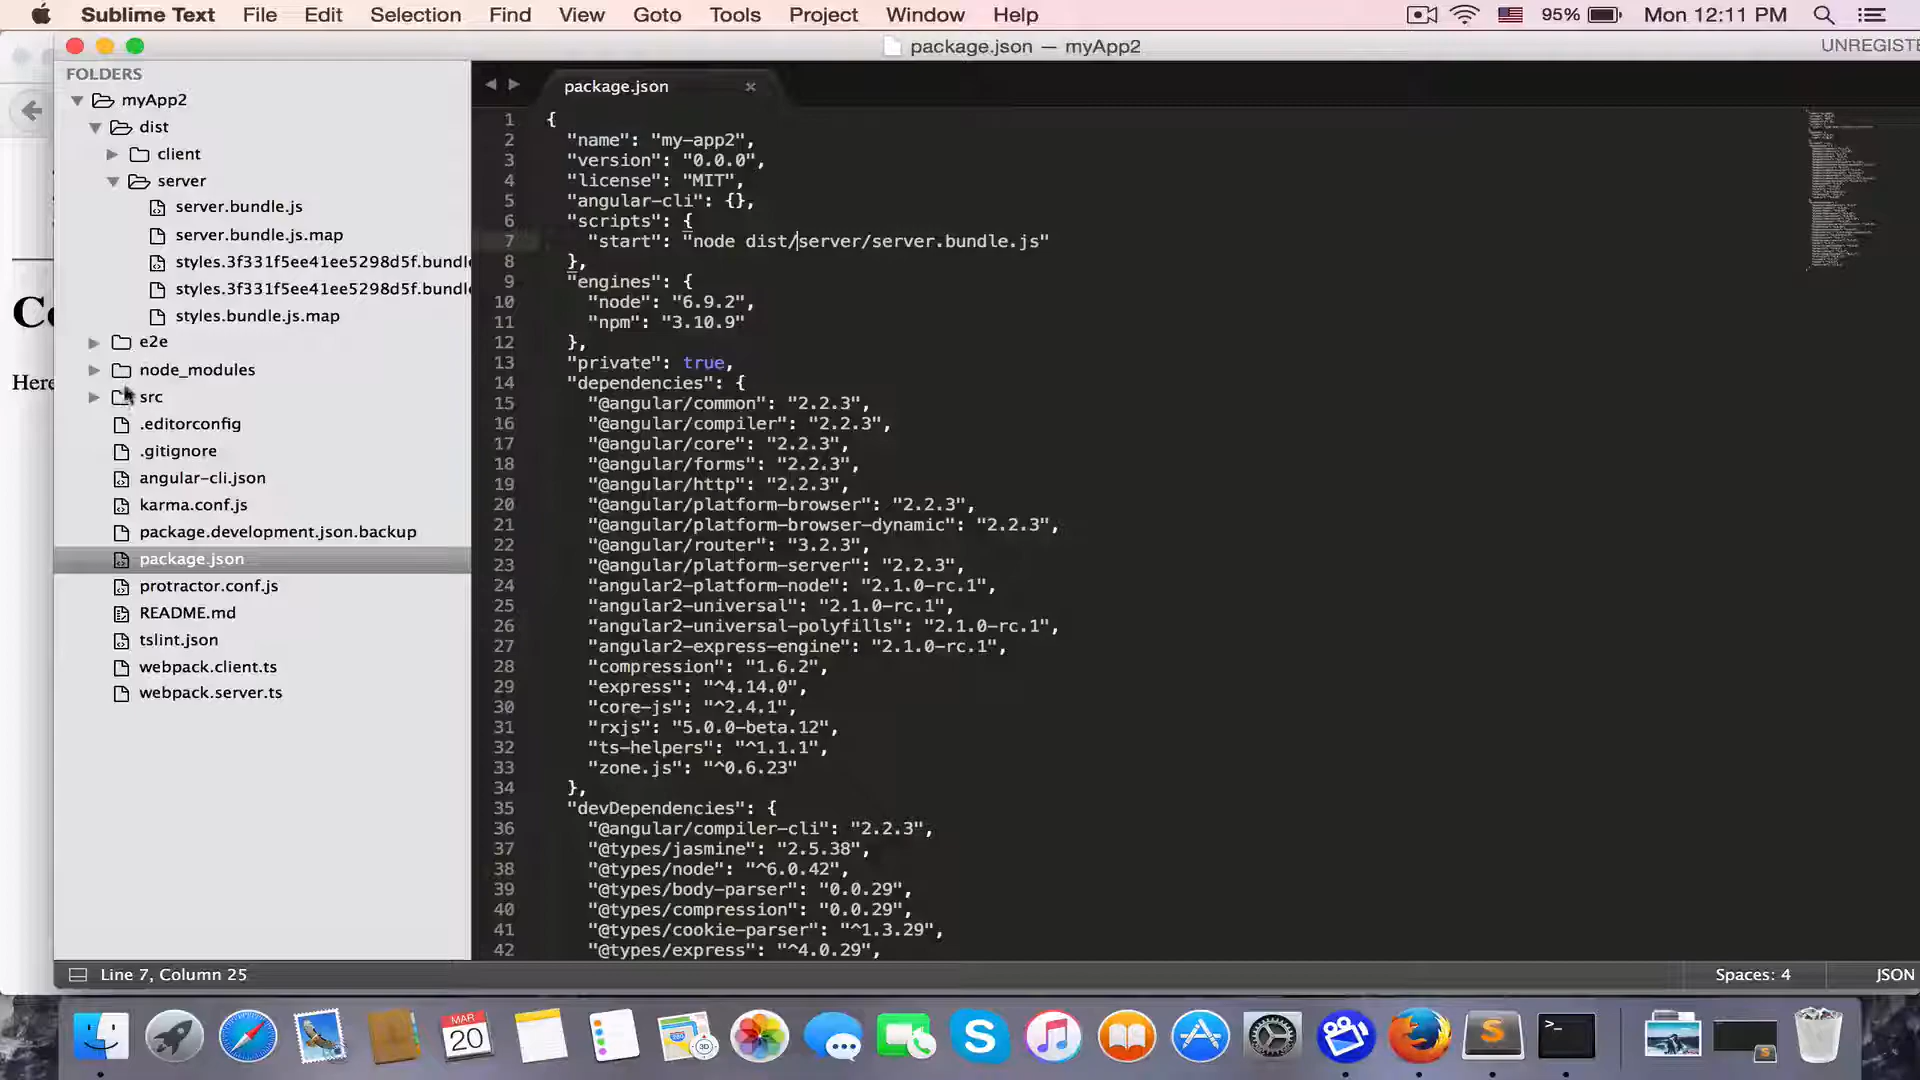 Sublime Text File Edit Selection Find View Goto Tools Project Window Help 95% Mon 12:11 PM
package.json — myApp2 UNREGISTE
FOLDERS
myApp2
dist
client
server
server.bundle.js
server.bundle.js.map
styles.3f331f5ee41ee5298d5f.bundl
styles.3f331f5ee41ee5298d5f.bundl
styles.bundle.js.map
e2e
node_modules
src
.editorconfig
.gitignore
angular-cli.json
karma.conf.js
package.development.json.backup
package.json
protractor.conf.js
README.md
tslint.json
webpack.client.ts
webpack.server.ts
Here
package.json
1 {
2 "name": "my-app2",
3 "version": "0.0.0",
4 "license": "MIT",
5 "angular-cli": {},
6 "scripts": {
7 "start": "node dist/server/server.bundle.js"
8 },
9 "engines": {
10 "node": "6.9.2",
11 "npm": "3.10.9"
12 },
13 "private": true,
14 "dependencies": {
15 "@angular/common": "2.2.3",
16 "@angular/compiler": "2.2.3",
17 "@angular/core": "2.2.3",
18 "@angular/forms": "2.2.3",
19 "@angular/http": "2.2.3",
20 "@angular/platform-browser": "2.2.3",
21 "@angular/platform-browser-dynamic": "2.2.3",
22 "@angular/router": "3.2.3",
23 "@angular/platform-server": "2.2.3",
24 "angular2-platform-node": "2.1.0-rc.1",
25 "angular2-universal": "2.1.0-rc.1",
26 "angular2-universal-polyfills": "2.1.0-rc.1",
27 "angular2-express-engine": "2.1.0-rc.1",
28 "compression": "1.6.2",
29 "express": "^4.14.0",
30 "core-js": "^2.4.1",
31 "rxjs": "5.0.0-beta.12",
32 "ts-helpers": "^1.1.1",
33 "zone.js": "^0.6.23"
34 },
35 "devDependencies": {
36 "@angular/compiler-cli": "2.2.3",
37 "@types/jasmine": "2.5.38",
38 "@types/node": "^6.0.42",
39 "@types/body-parser": "0.0.29",
40 "@types/compression": "0.0.29",
41 "@types/cookie-parser": "^1.3.29",
42 "@types/express": "^4.0.29",
Line 7, Column 25 Spaces: 4 JSON
MAR
20
3D